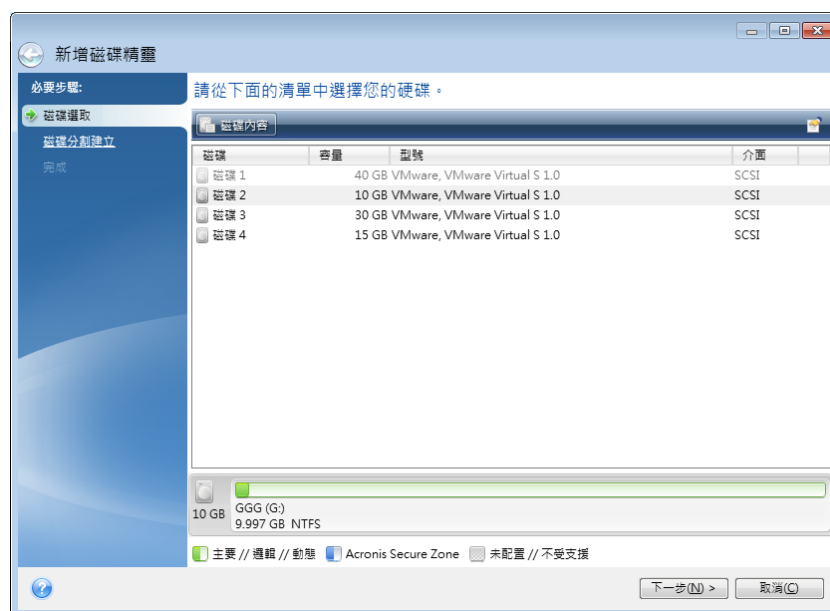 新增磁碟精靈
必要步驟:
磁碟選取
磁碟分割建立
完成
請從下面的清單中選擇您的硬碟。
磁碟內容
磁碟 容量 型號 介面
磁碟 1 40 GB VMware, VMware Virtual S 1.0 SCSI
磁碟 2 10 GB VMware, VMware Virtual S 1.0 SCSI
磁碟 3 30 GB VMware, VMware Virtual S 1.0 SCSI
磁碟 4 15 GB VMware, VMware Virtual S 1.0 SCSI
10 GB
GGG (G:)
9.997 GB NTFS
主要 // 邏輯 // 動態 Acronis Secure Zone 未配置 // 不受支援
下一步(N) > 取消(C)